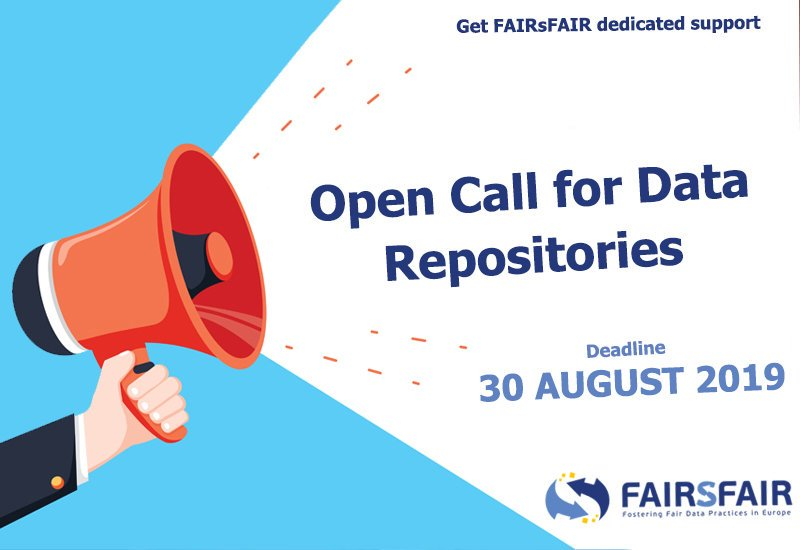 Get FAIRsFAIR dedicated support
Open Call for Data
Repositories
Deadline
30 AUGUST 2019
FAIRSFAIR
Fostering Fair Data Practices in Europe